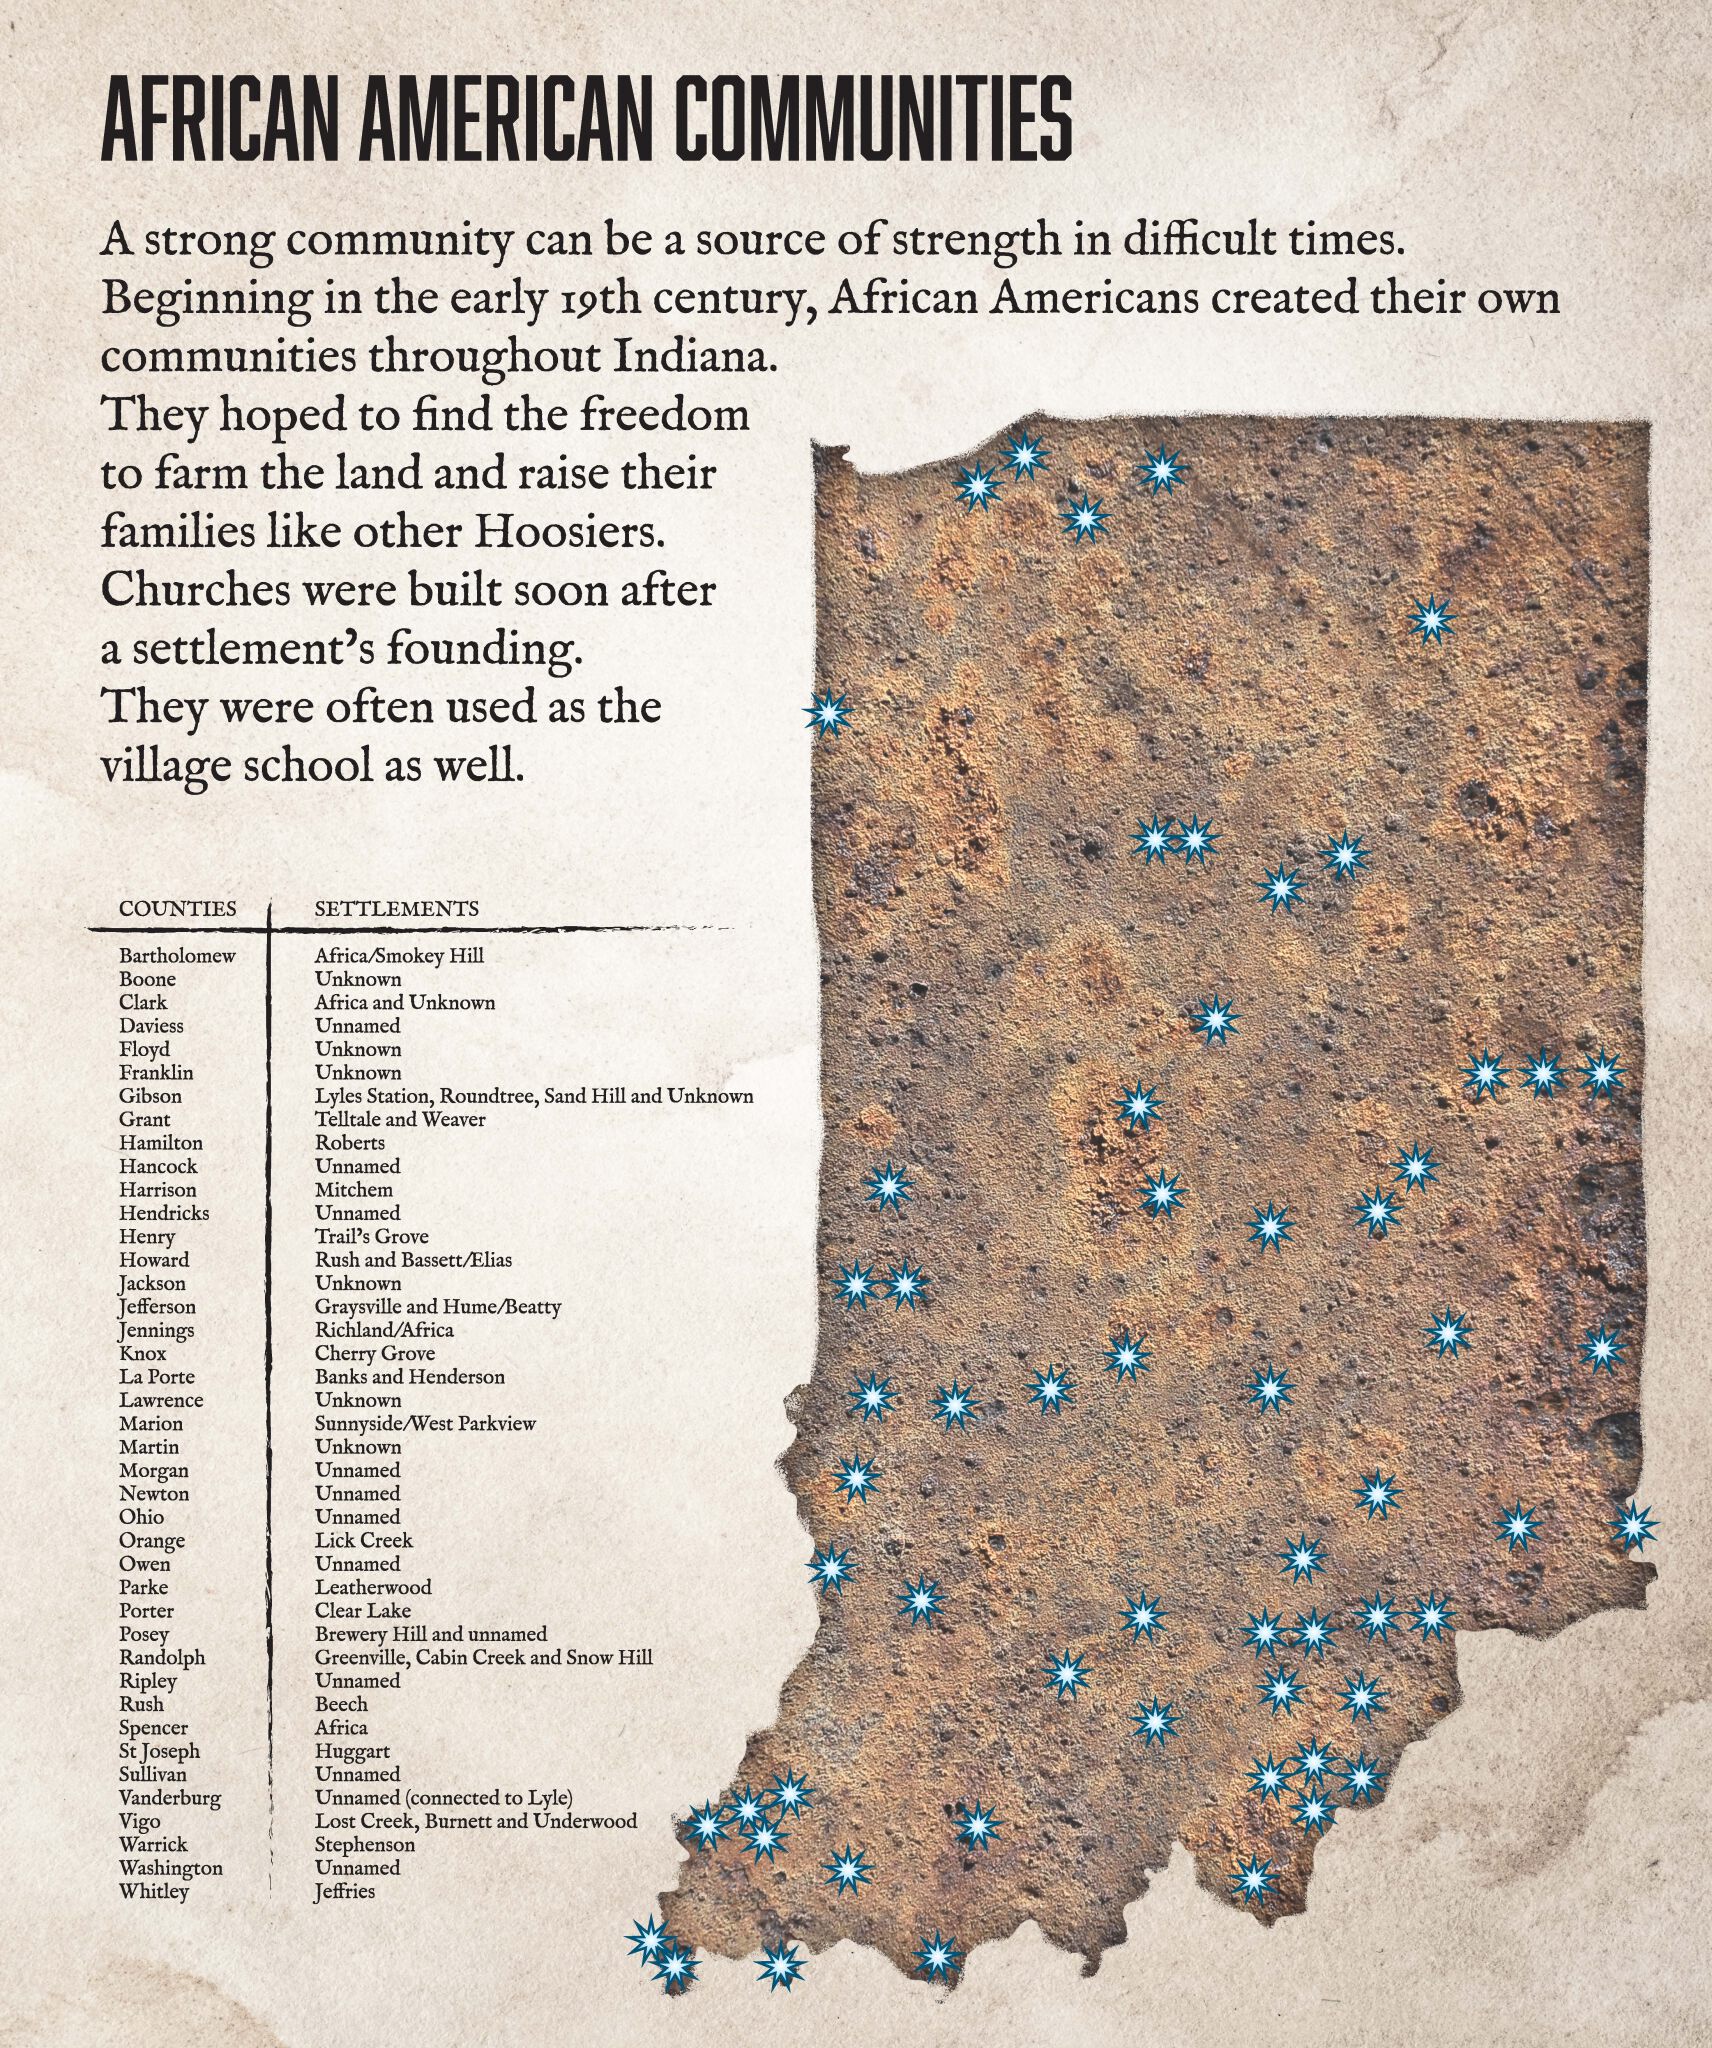 AFRICAN AMERICAN COMMUNITIES
A strong community can be a source of strength in difficult times.
Beginning in the early 19th century, African Americans created their own
communities throughout Indiana.
They hoped to find the freedom
to farm the land and raise their
families like other Hoosiers.
Churches were built soon after
a settlement's founding.
They were often used as the
village school as well.
COUNTIES SETTLEMENTS
Bartholomew Africa/Smokey Hill
Boone Unknown
Clark Africa and Unknown
Daviess Unnamed
Floyd Unknown
Franklin Unknown
Gibson Lyles Station, Roundtree, Sand Hill and Unknown
Grant Telltale and Weaver
Hamilton Roberts
Hancock Unnamed
Harrison Mitchem
Hendricks Unnamed
Henry Trail's Grove
Howard Rush and Bassett/Elias
Jackson Unknown
Jefferson Graysville and Hume/Beatty
Jennings Richland/Africa
Knox Cherry Grove
La Porte Banks and Henderson
Lawrence Unknown
Marion Sunnyside/West Parkview
Martin Unknown
Morgan Unnamed
Newton Unnamed
Ohio Unnamed
Orange Lick Creek
Owen Unnamed
Parke Leatherwood
Porter Clear Lake
Posey Brewery Hill and unnamed
Randolph Greenville, Cabin Creek and Snow Hill
Ripley Unnamed
Rush Beech
Spencer Africa
St Joseph Huggart
Sullivan Unnamed
Vanderburg Unnamed (connected to Lyle)
Vigo Lost Creek, Burnett and Underwood
Warrick Stephenson
Washington Unnamed
Whitley Jeffries